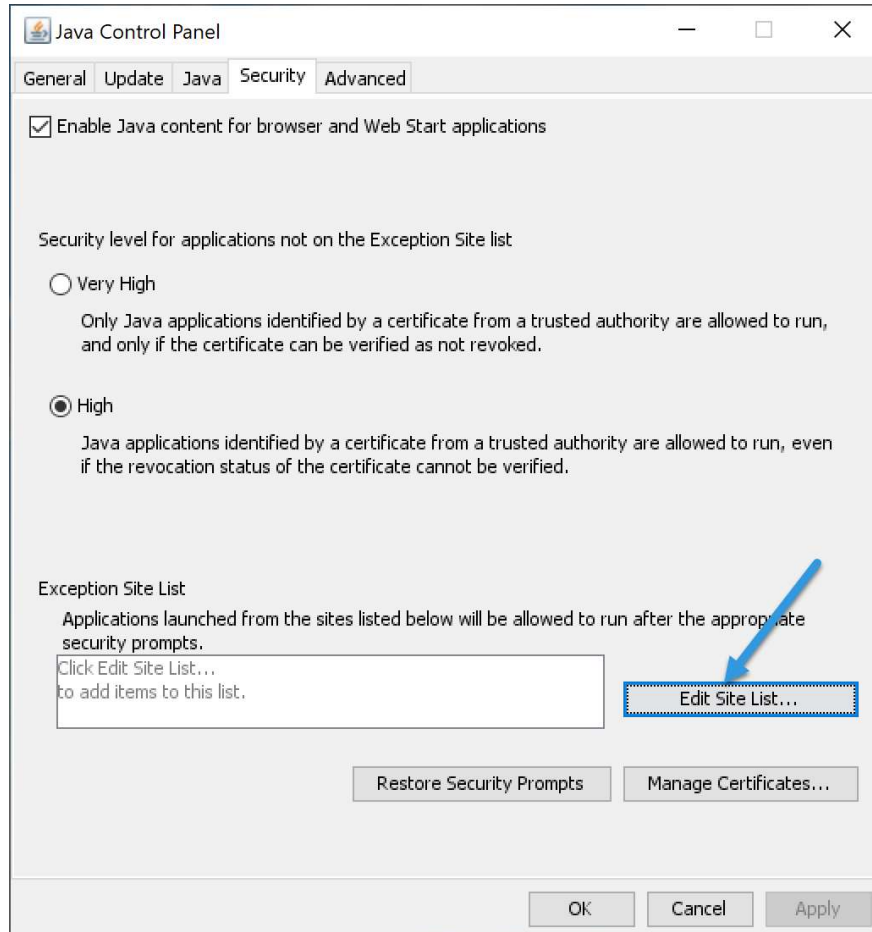 Java Control Panel
General Update Java Security Advanced
Enable Java content for browser and Web Start applications
Security level for applications not on the Exception Site list
Very High
Only Java applications identified by a certificate from a trusted authority are allowed to run,
and only if the certificate can be verified as not revoked.
High
Java applications identified by a certificate from a trusted authority are allowed to run, even
if the revocation status of the certificate cannot be verified.
Exception Site List
Applications launched from the sites listed below will be allowed to run after the appropriate
security prompts.
Click Edit Site List...
to add items to this list.
Edit Site List...
Restore Security Prompts Manage Certificates...
OK Cancel Apply